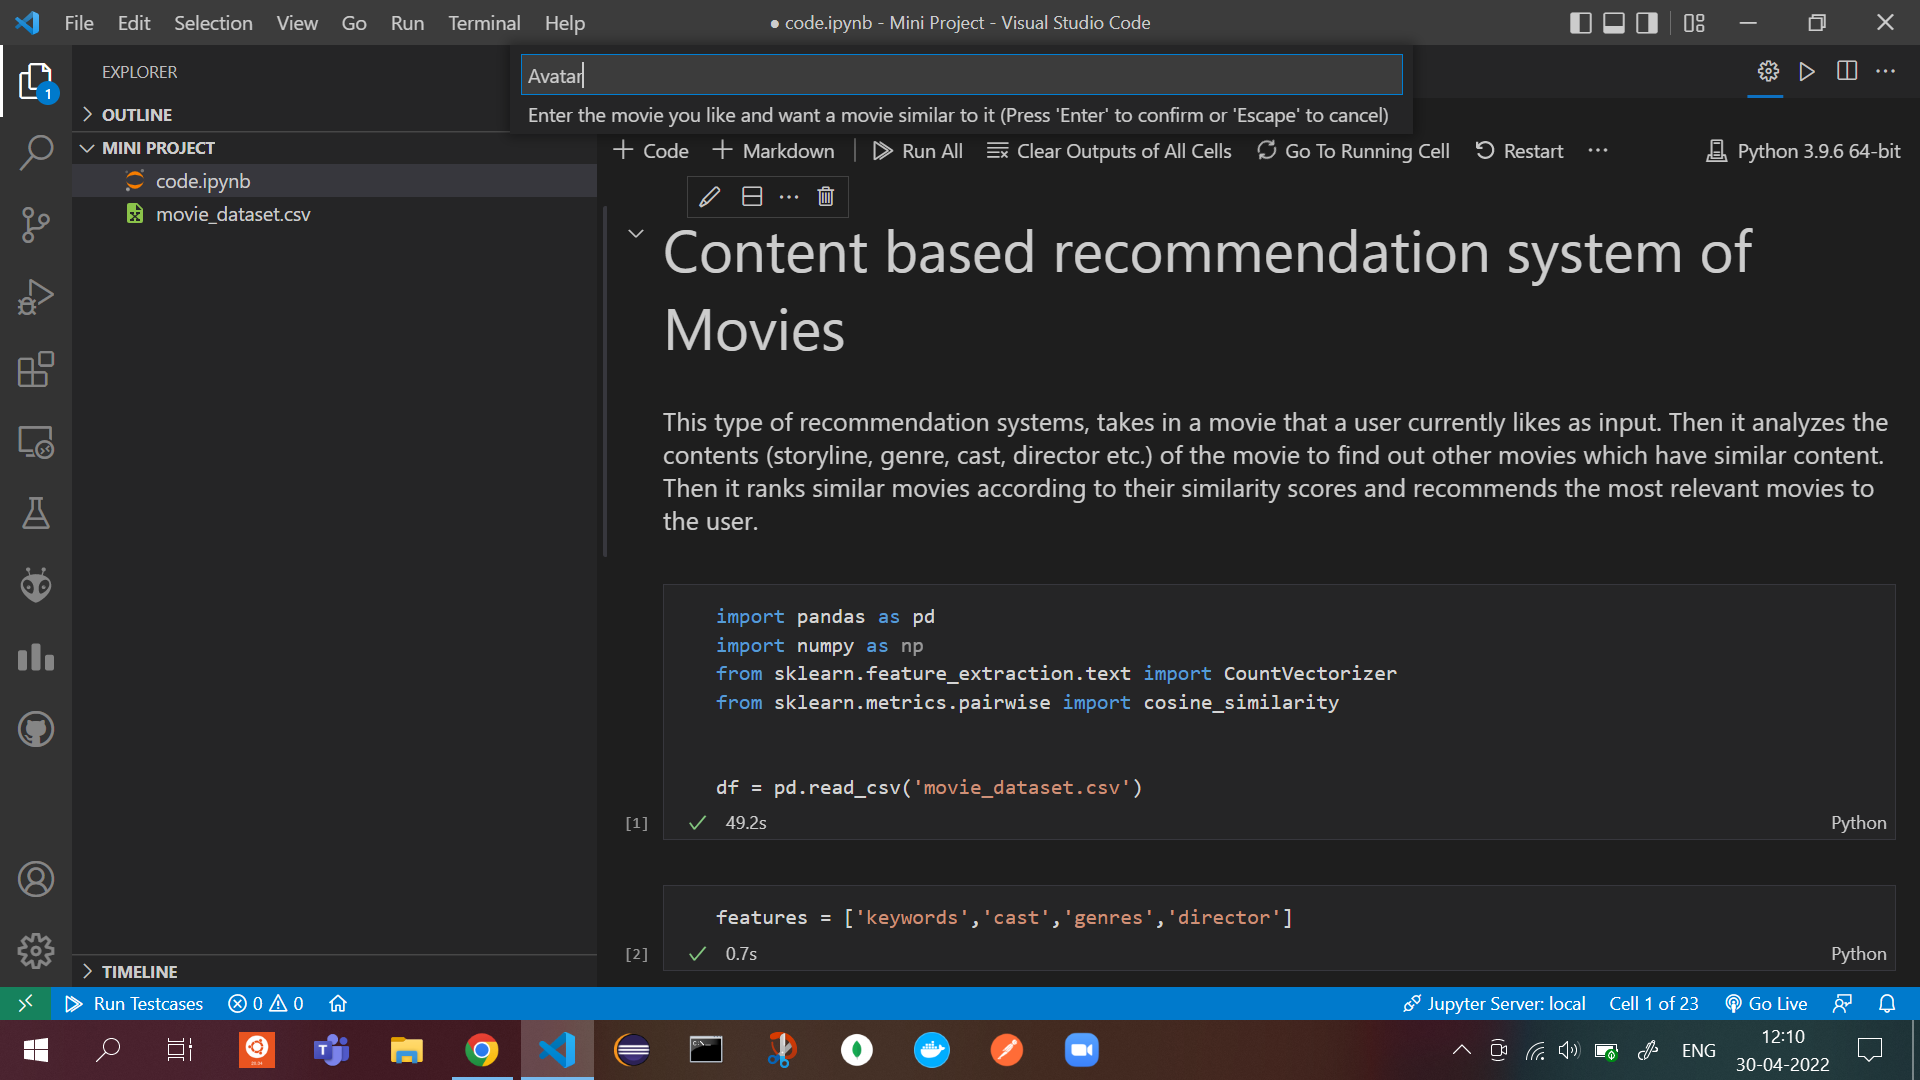 File Edit Selection View Go Run Terminal Help
● code.ipynb - Mini Project - Visual Studio Code
Avatar
Enter the movie you like and want a movie similar to it (Press 'Enter' to confirm or 'Escape' to cancel)
EXPLORER
OUTLINE
MINI PROJECT
code.ipynb
movie_dataset.csv
TIMELINE
1
+ Code + Markdown Run All Clear Outputs of All Cells Go To Running Cell Restart ··· Python 3.9.6 64-bit
Content based recommendation system of
Movies
This type of recommendation systems, takes in a movie that a user currently likes as input. Then it analyzes the
contents (storyline, genre, cast, director etc.) of the movie to find out other movies which have similar content.
Then it ranks similar movies according to their similarity scores and recommends the most relevant movies to
the user.
import pandas as pd
import numpy as np
from sklearn.feature_extraction.text import CountVectorizer
from sklearn.metrics.pairwise import cosine_similarity
df = pd.read_csv('movie_dataset.csv')
[1] 49.2s Python
features = ['keywords','cast','genres','director']
[2] 0.7s Python
Run Testcases 0 0 Jupyter Server: local Cell 1 of 23 Go Live
ENG
12:10
30-04-2022